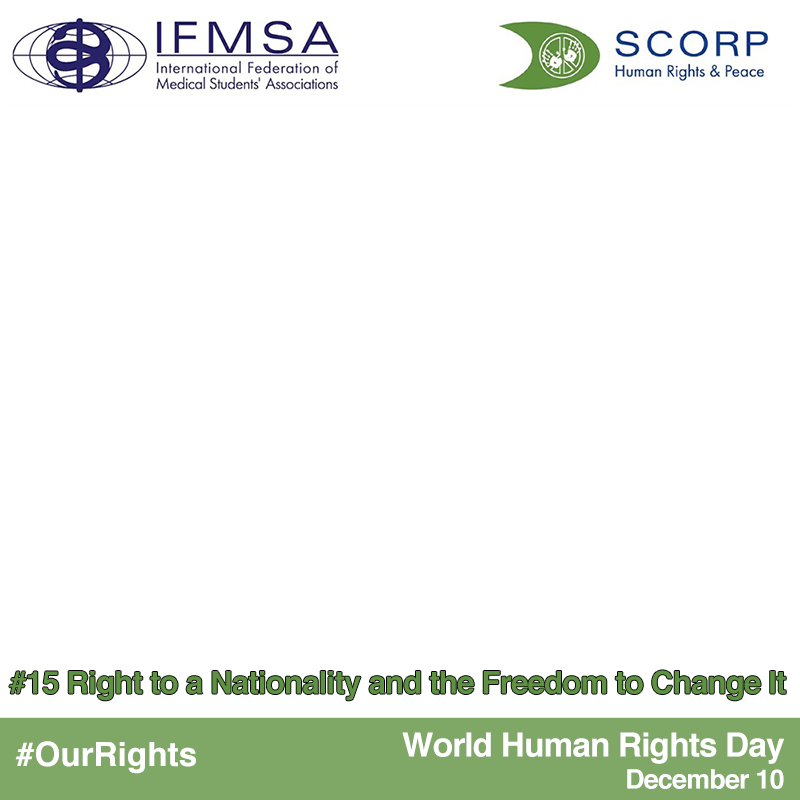 IFMSA
International Federation of
Medical Students' Associations
SCORP
Human Rights & Peace
#15 Right to a Nationality and the Freedom to Change It
#OurRights
World Human Rights Day
December 10